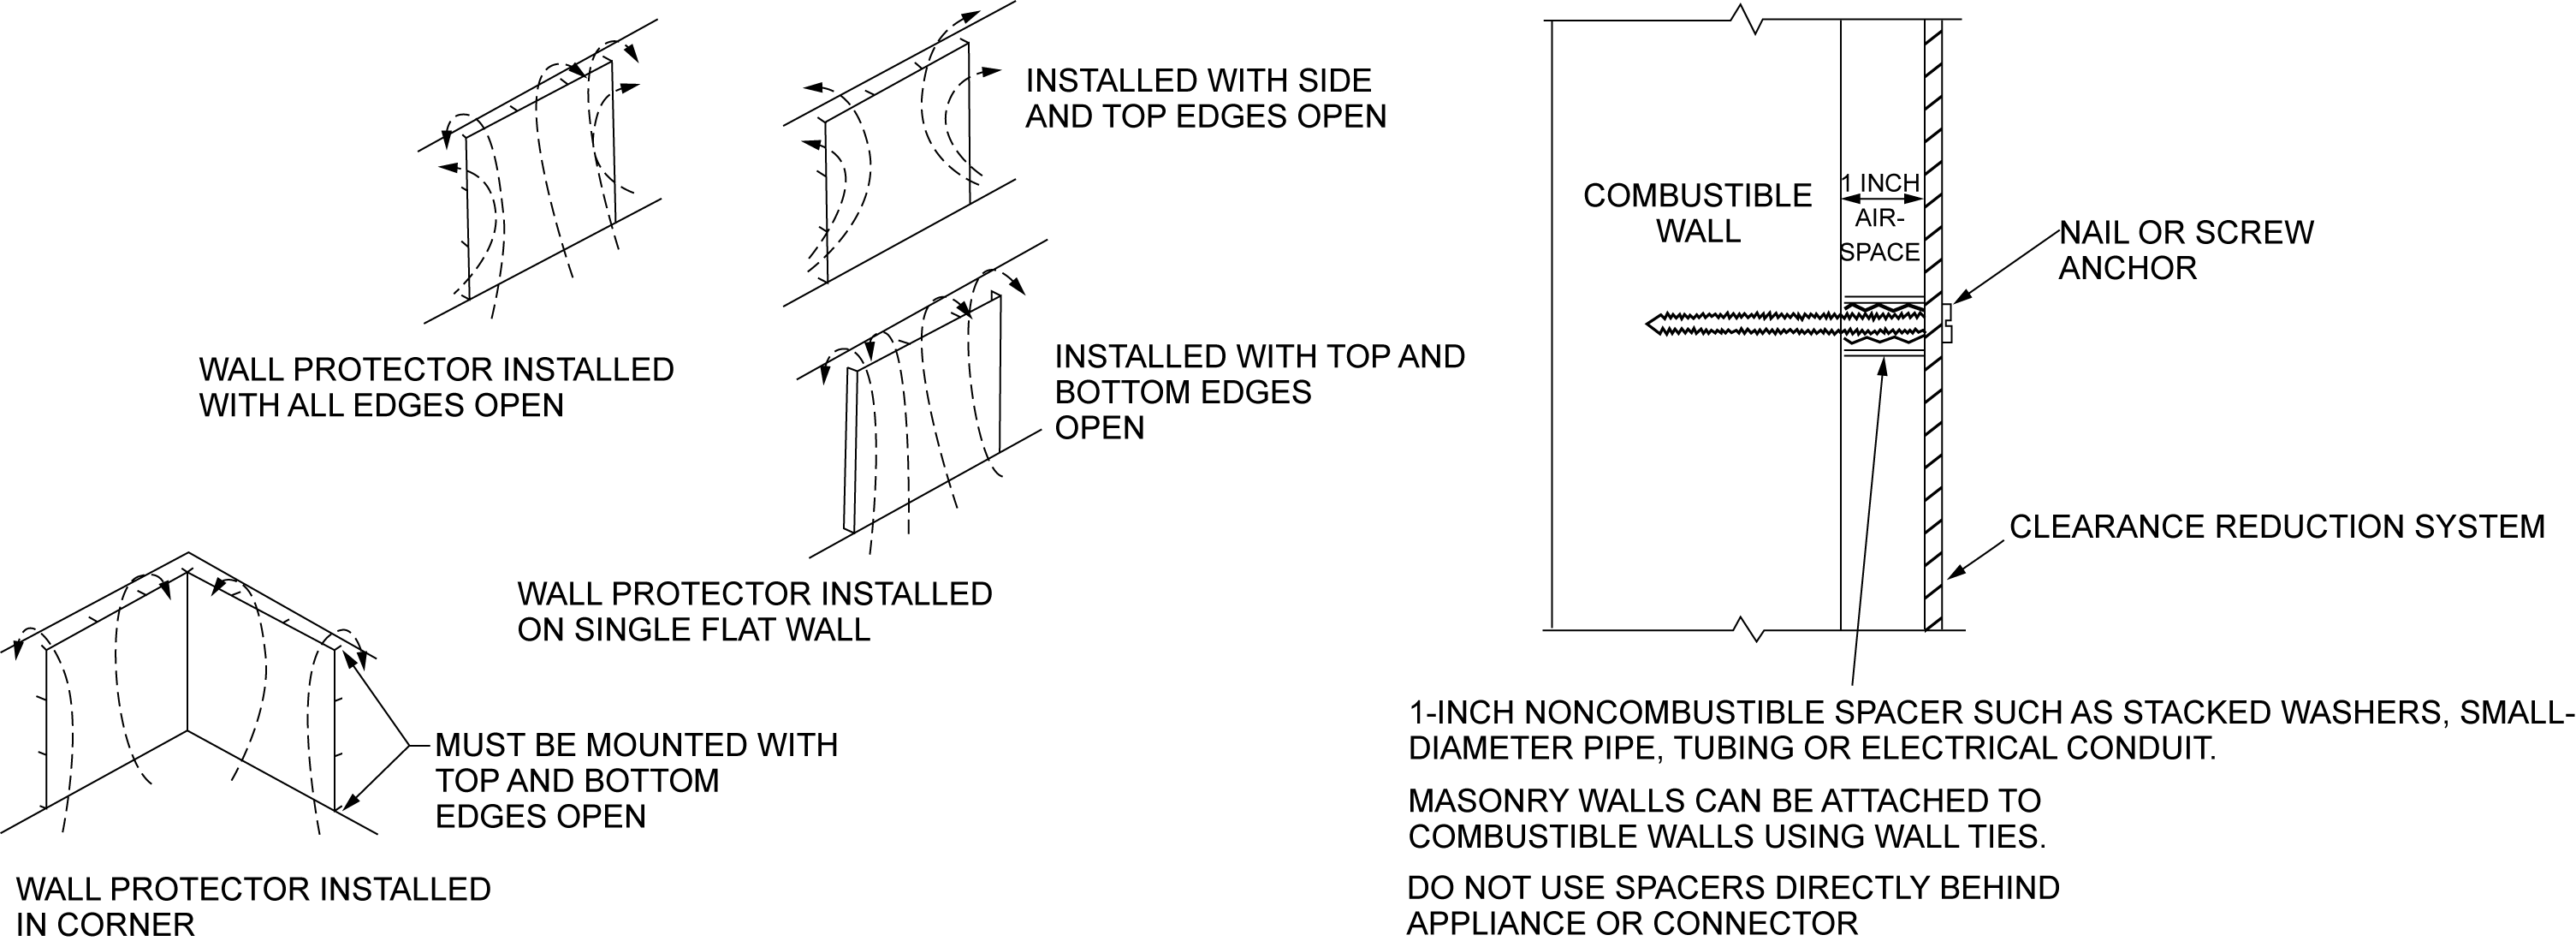 INSTALLED WITH SIDE
AND TOP EDGES OPEN
WALL PROTECTOR INSTALLED
WITH ALL EDGES OPEN
INSTALLED WITH TOP AND
BOTTOM EDGES
OPEN
WALL PROTECTOR INSTALLED
ON SINGLE FLAT WALL
MUST BE MOUNTED WITH
TOP AND BOTTOM
EDGES OPEN
WALL PROTECTOR INSTALLED
IN CORNER
COMBUSTIBLE
WALL
1 INCH
AIR-
SPACE
NAIL OR SCREW
ANCHOR
CLEARANCE REDUCTION SYSTEM
1-INCH NONCOMBUSTIBLE SPACER SUCH AS STACKED WASHERS, SMALL-
DIAMETER PIPE, TUBING OR ELECTRICAL CONDUIT.
MASONRY WALLS CAN BE ATTACHED TO
COMBUSTIBLE WALLS USING WALL TIES.
DO NOT USE SPACERS DIRECTLY BEHIND
APPLIANCE OR CONNECTOR